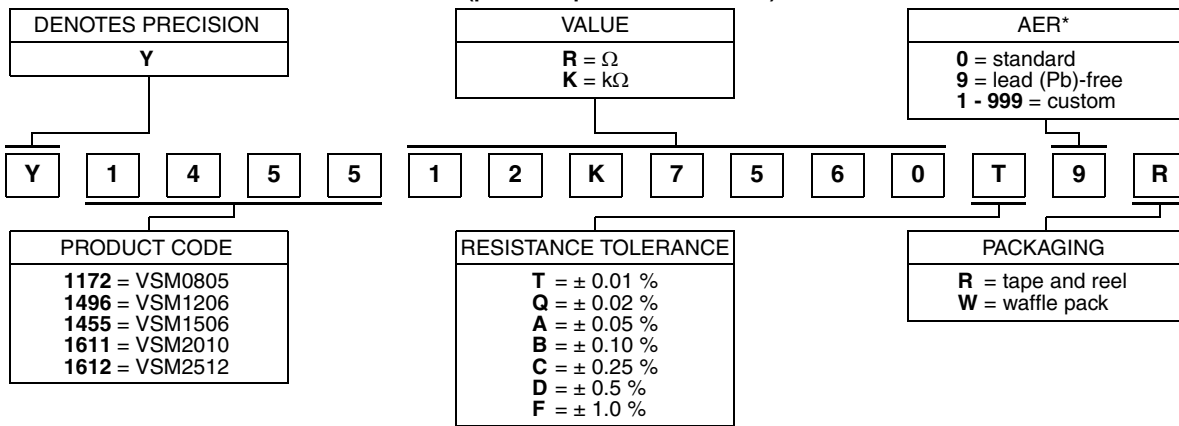 DENOTES PRECISION
Y
VALUE
R = Ω
K = kΩ
AER*
0 = standard
9 = lead (Pb)-free
1 - 999 = custom
Y 1 4 5 5 1 2 K 7 5 6 0 T 9 R
PRODUCT CODE
1172 = VSM0805
1496 = VSM1206
1455 = VSM1506
1611 = VSM2010
1612 = VSM2512
RESISTANCE TOLERANCE
T = ± 0.01 %
Q = ± 0.02 %
A = ± 0.05 %
B = ± 0.10 %
C = ± 0.25 %
D = ± 0.5 %
F = ± 1.0 %
PACKAGING
R = tape and reel
W = waffle pack